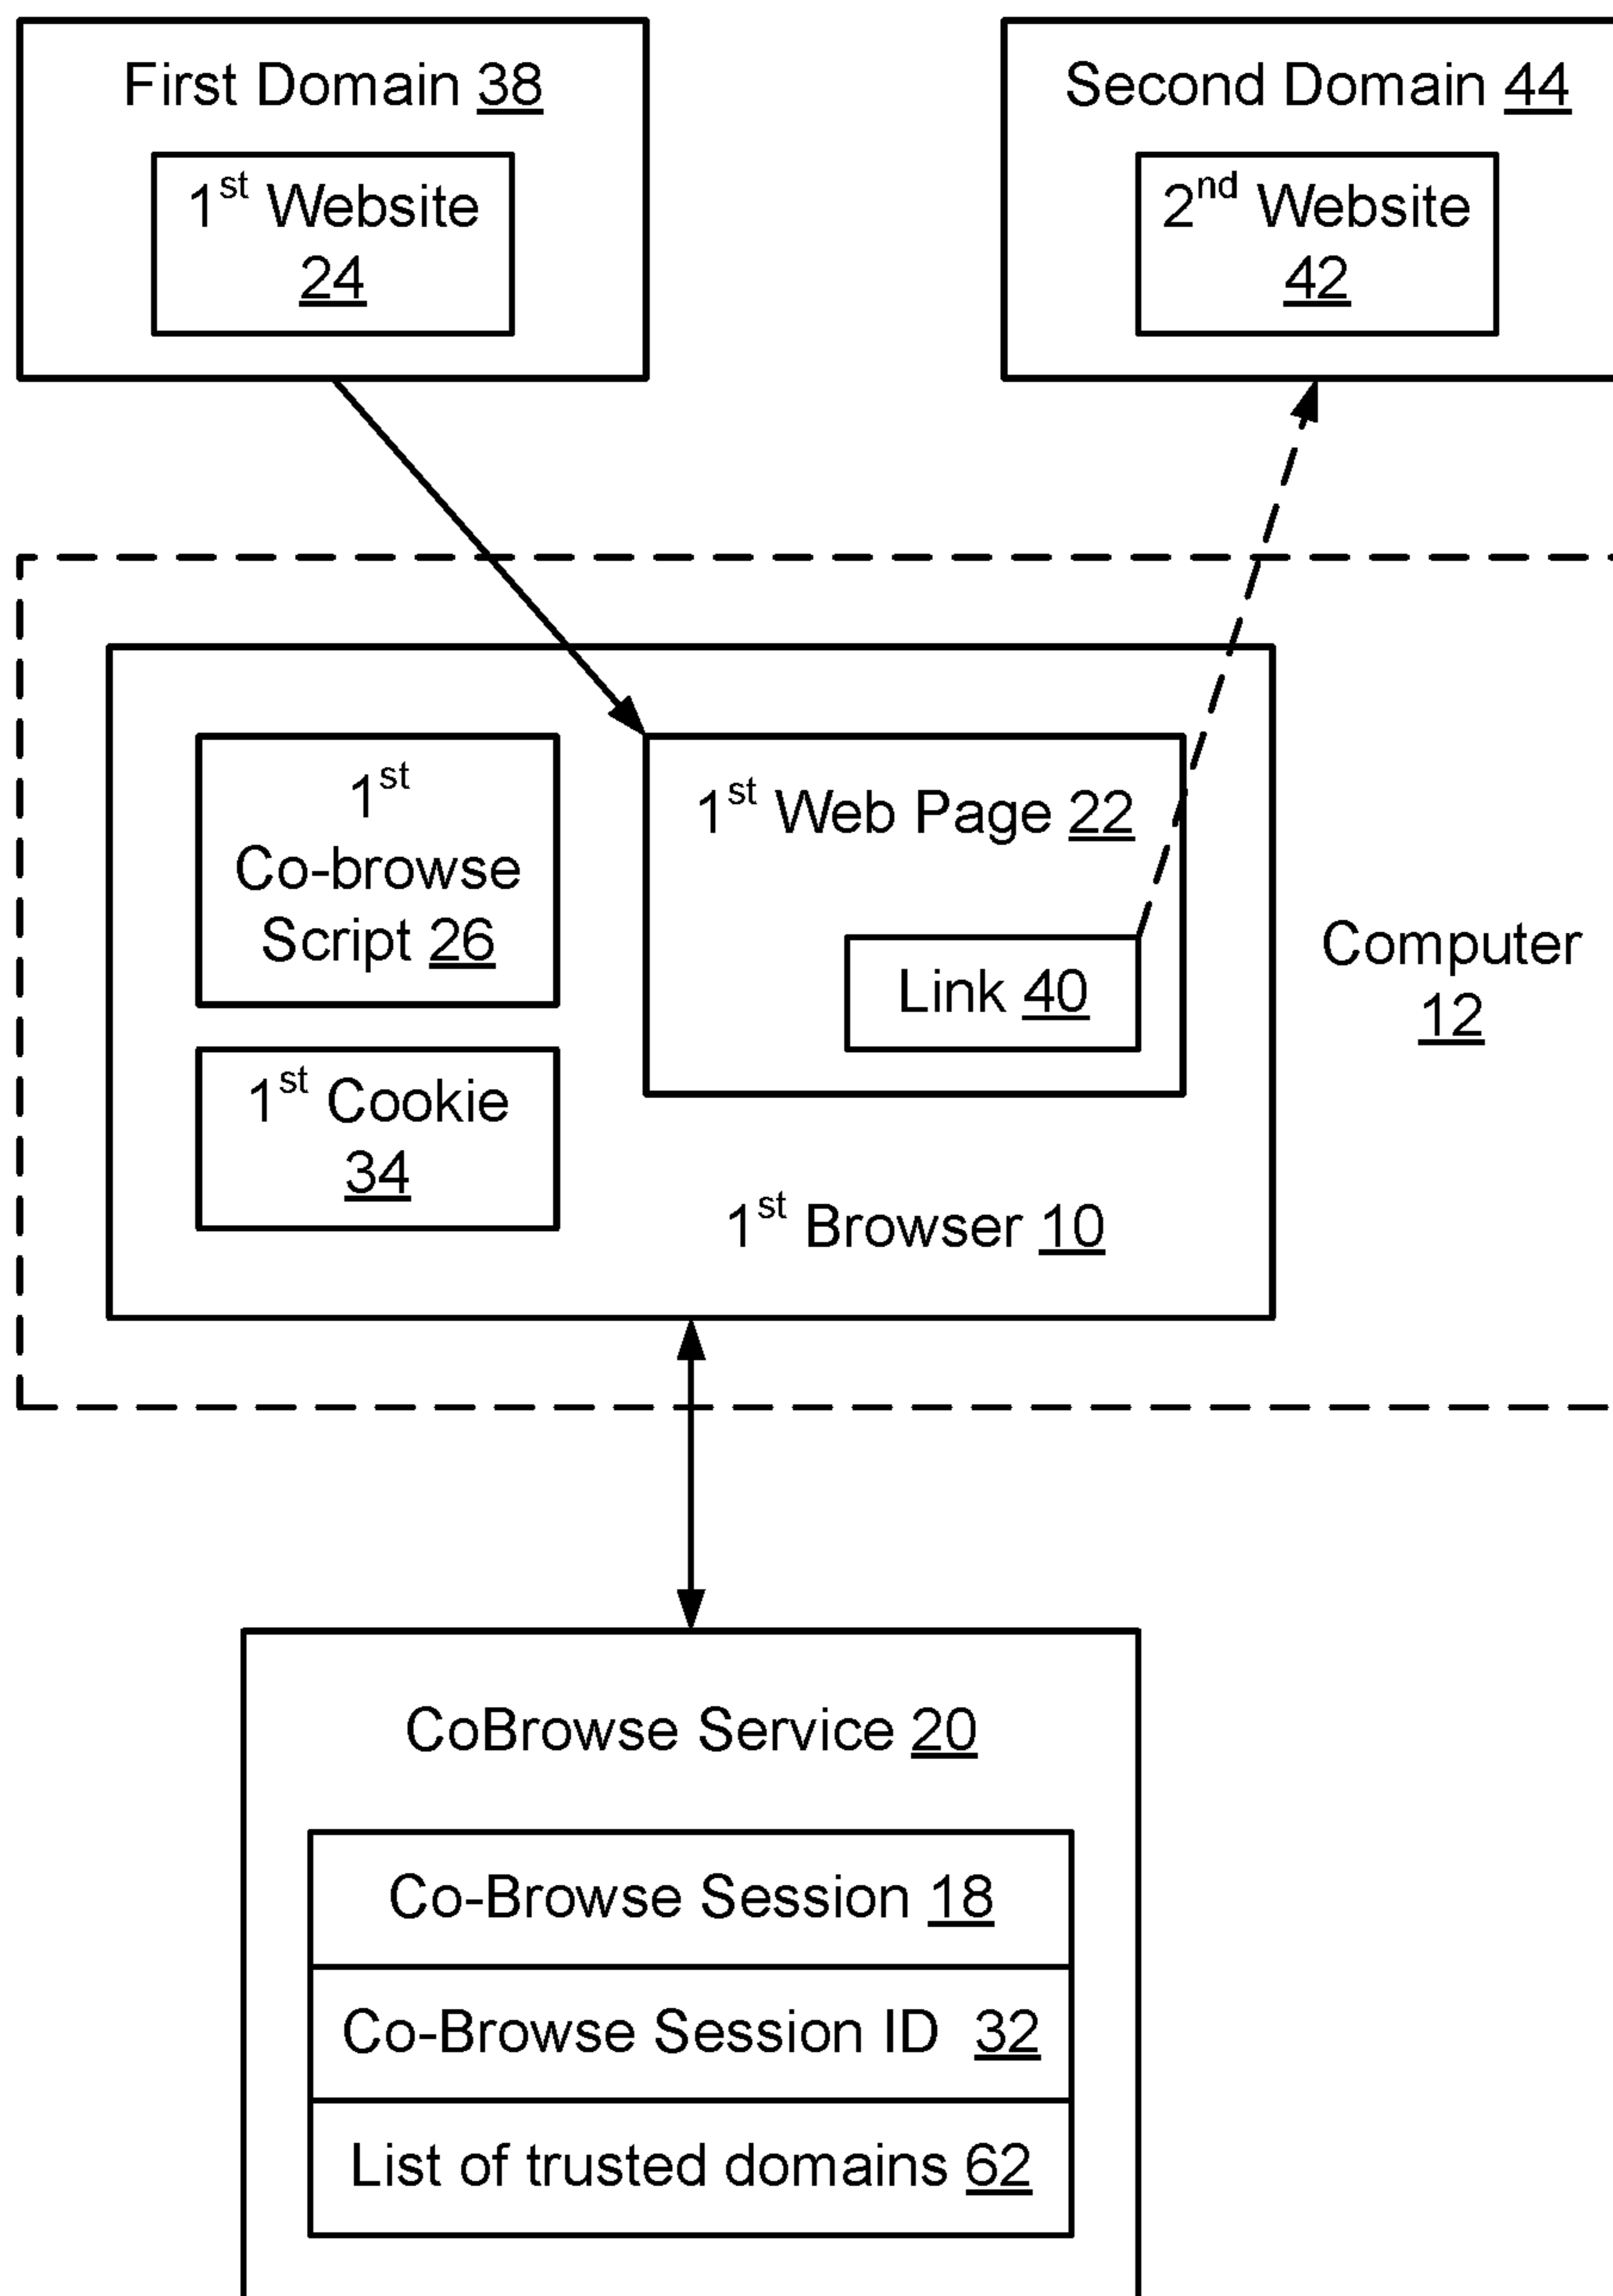 First Domain 38
1st Website
24
Second Domain 44
2nd Website
42
1st
Co-browse
Script 26
1st Web Page 22
Link 40
Computer
12
1st Cookie
34
1st Browser 10
CoBrowse Service 20
Co-Browse Session 18
Co-Browse Session ID 32
List of trusted domains 62